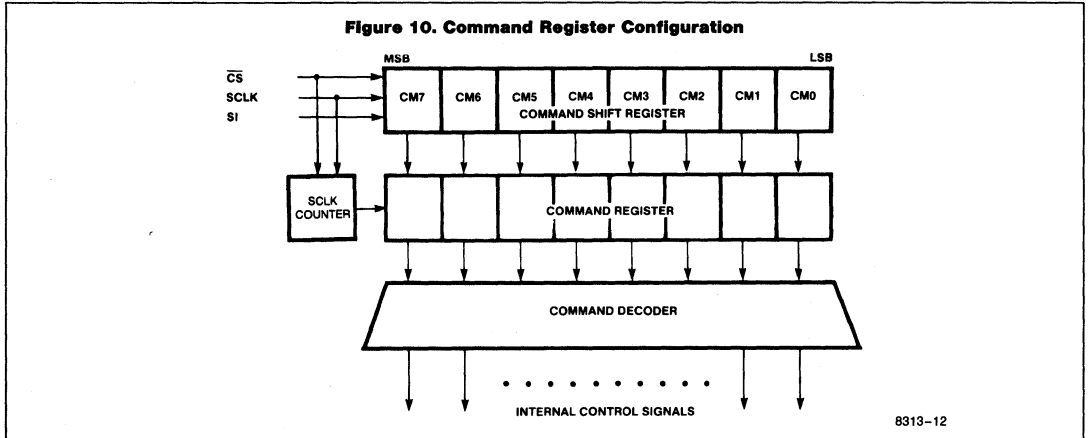 Figure 10. Command Register Configuration
MSB LSB
CS
SCLK
SI
CM7 CM6 CM5 CM4 CM3 CM2 CM1 CM0
COMMAND SHIFT REGISTER
SCLK
COUNTER
COMMAND REGISTER
COMMAND DECODER
INTERNAL CONTROL SIGNALS
8313-12